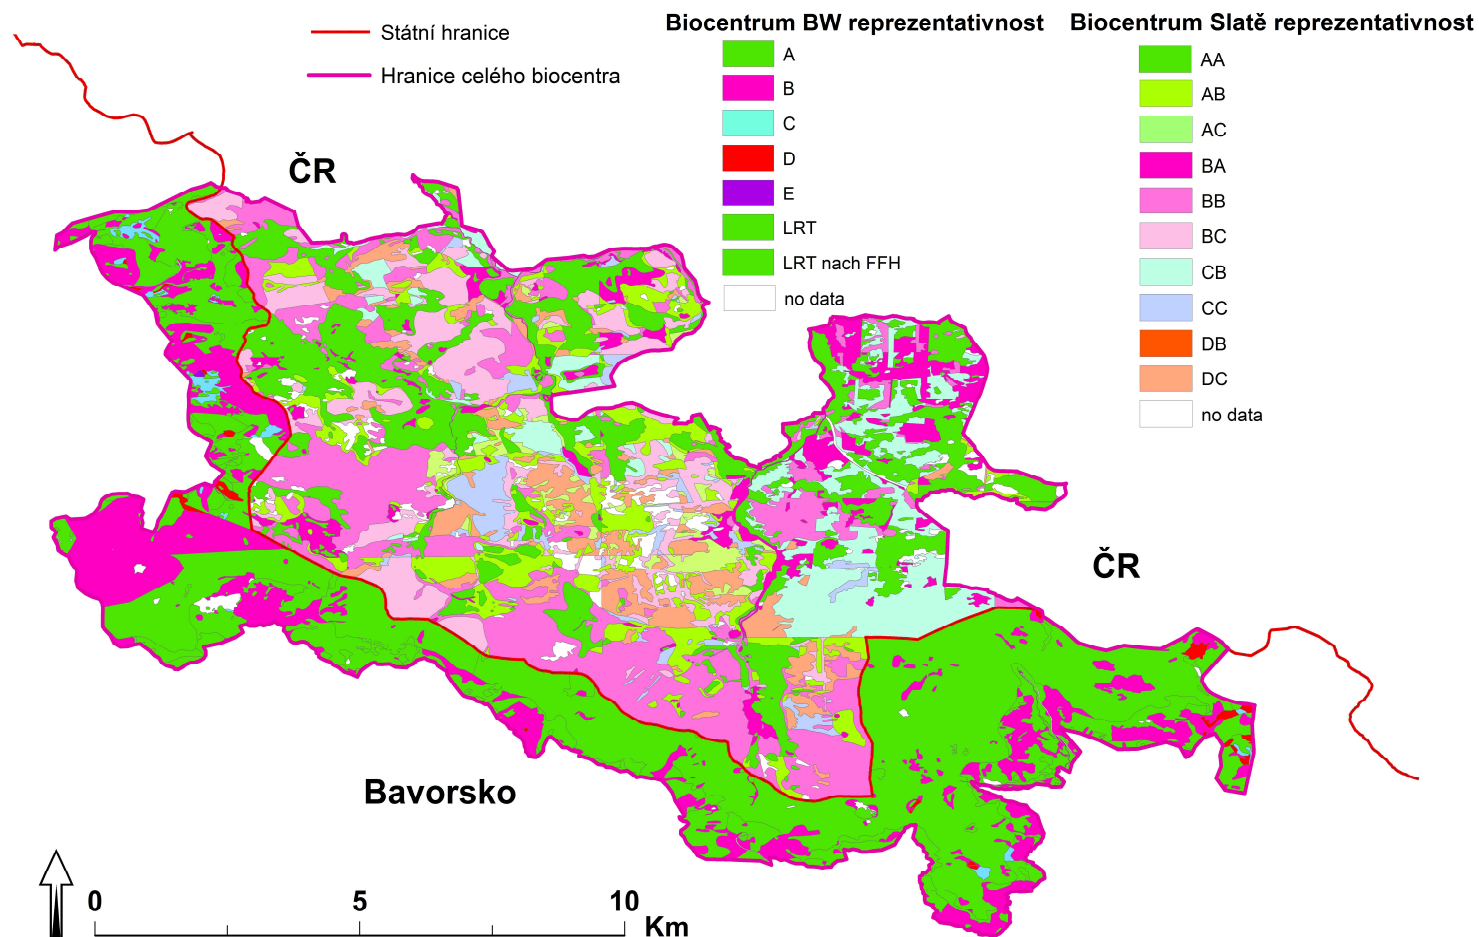 Státní hranice
Hranice celého biocentra
Biocentrum BW reprezentativnost
A
B
C
D
E
LRT
LRT nach FFH
no data
Biocentrum Slatě reprezentativnost
AA
AB
AC
BA
BB
BC
CB
CC
DB
DC
no data
ČR
ČR
Bavorsko
0 5 10 Km